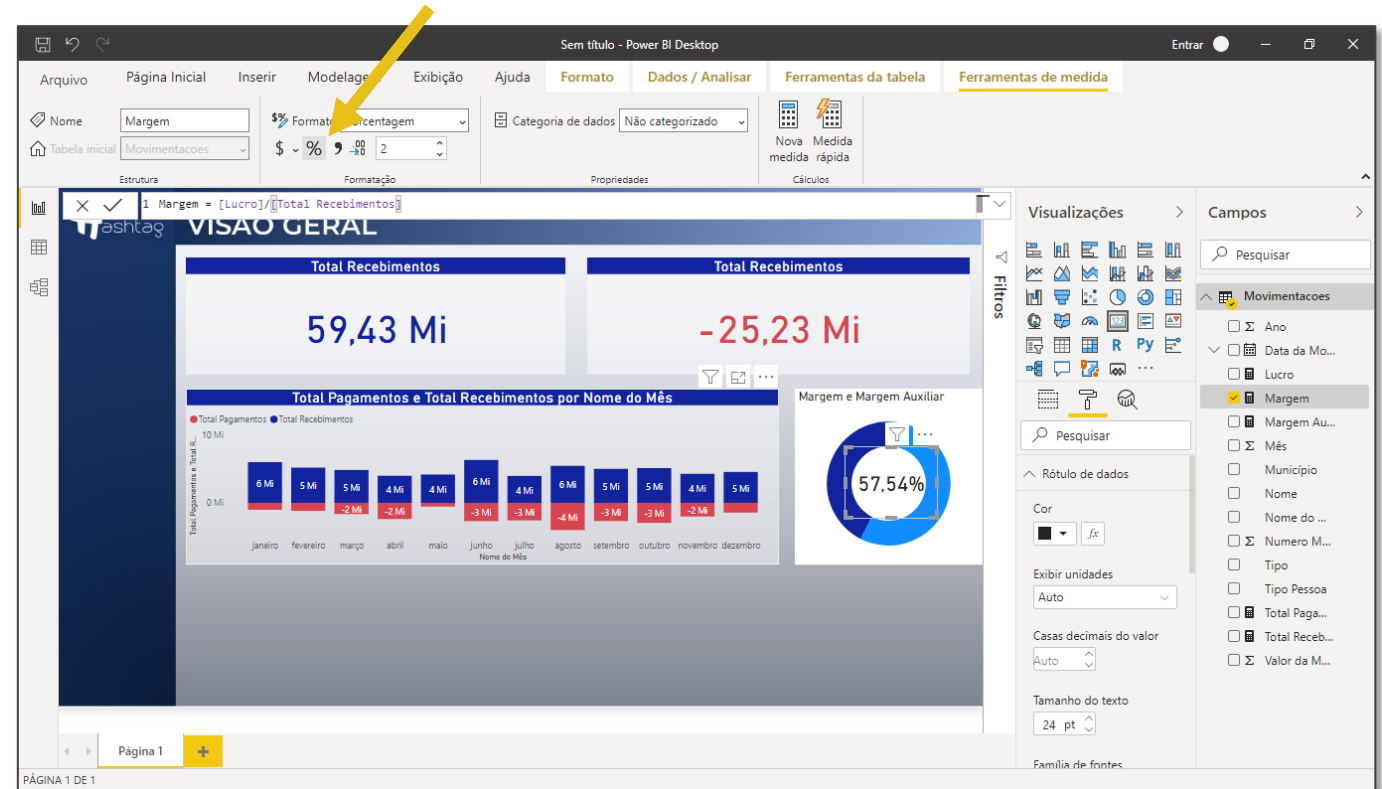 Sem título - Power BI Desktop
Entrar
Arquivo
Página Inicial
Inserir
Exibição
Ajuda
Formato
Dados / Analisar
Ferramentas da tabela
Ferramentas de medida
Nome
Margem
Tabela inicial
Movimentacoes
Estrutura
$%
$
%
2
Formatação
Categoria de dados
Não categorizado
Propriedades
Nova medida
Medida rápida
Cálculos
1 Margem = [Lucro]/[Total Recebimentos]
ashtag
VISÃO GERAL
Total Recebimentos
59,43 Mi
Total Recebimentos
-25,23 Mi
Total Pagamentos e Total Recebimentos por Nome do Mês
Total Pagamentos
Total Recebimentos
Total Pagamentos e Total R...
10 Mi
0 Mi
6 Mi
5 Mi
5 Mi
4 Mi
4 Mi
6 Mi
4 Mi
6 Mi
5 Mi
5 Mi
4 Mi
5 Mi
-2 Mi
-2 Mi
-3 Mi
-3 Mi
-4 Mi
-3 Mi
-3 Mi
-2 Mi
janeiro
fevereiro
março
abril
maio
junho
julho
agosto
setembro
outubro
novembro
dezembro
Nome do Mês
Margem e Margem Auxiliar
57,54%
Filtros
Visualizações
123
R
Py
Pesquisar
Rótulo de dados
Cor
fx
Exibir unidades
Auto
Casas decimais do valor
Auto
Tamanho do texto
24 pt
Família de fontes
Campos
Pesquisar
Movimentacoes
Σ Ano
Data da Mo...
Lucro
Margem
Margem Au...
Σ Mês
Município
Nome
Nome do ...
Σ Numero M...
Tipo
Tipo Pessoa
Total Paga...
Total Receb...
Σ Valor da M...
Página 1
PÁGINA 1 DE 1